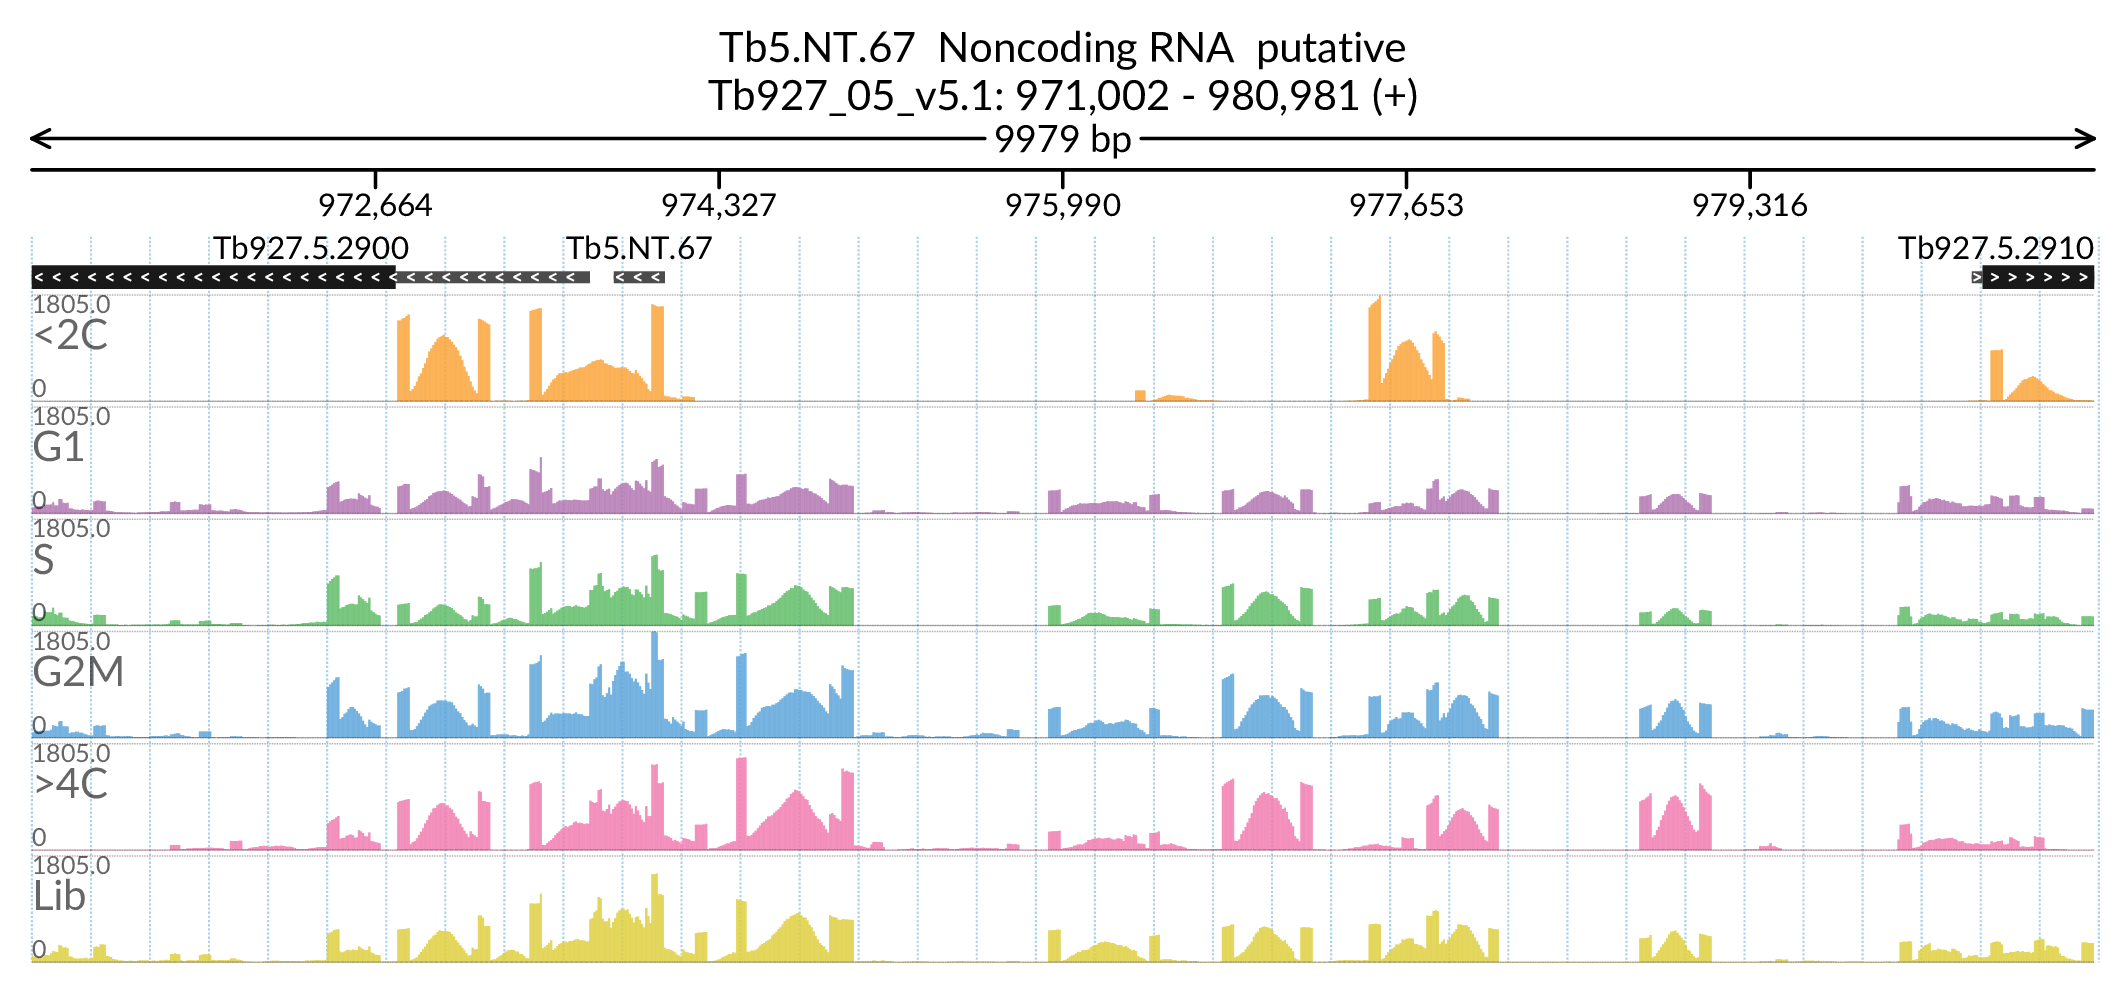 Tb5.NT.67 Noncoding RNA putative
Tb927_05_v5.1: 971,002 - 980,981 (+)
9979 bp
972,664 974,327 975,990 977,653 979,316
Tb927.5.2900 Tb5.NT.67 Tb927.5.2910
1805.0
<2C
0
1805.0
G1
0
1805.0
S
0
1805.0
G2M
0
1805.0
>4C
0
1805.0
Lib
0